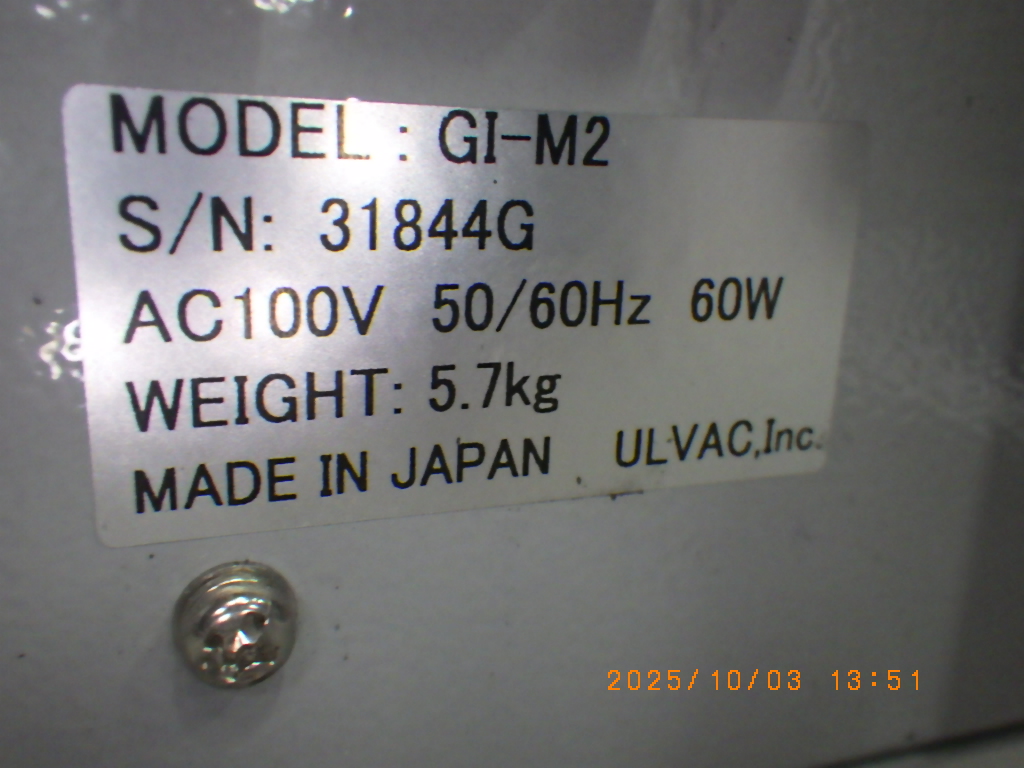 MODEL : GI-M2
S/N: 31844G
AC100V 50/60Hz 60W
WEIGHT: 5.7kg
MADE IN JAPAN ULVAC,Inc.
2025/10/03 13:51